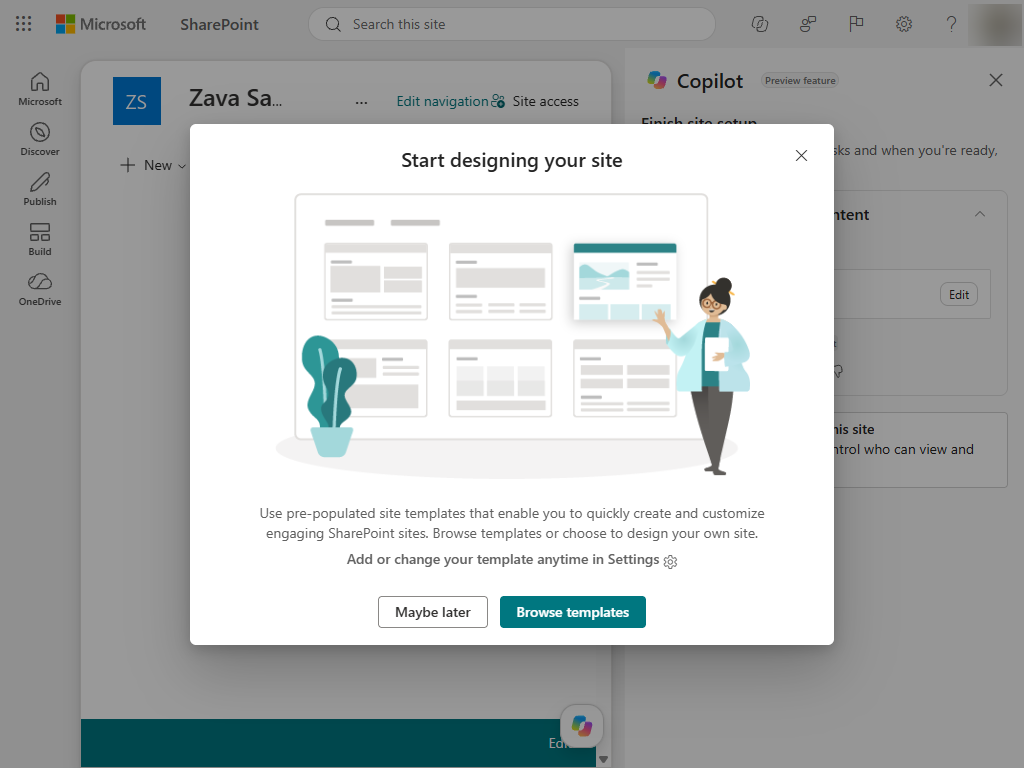 Microsoft
SharePoint
Search this site
?
Microsoft
Discover
Publish
Build
OneDrive
ZS
Zava Sa...
...
Edit navigation
Site access
New
Copilot
Preview feature
Finish site setup
sks and when you're ready,
ntent
Edit
his site
ntrol who can view and
Start designing your site
Use pre-populated site templates that enable you to quickly create and customize
engaging SharePoint sites. Browse templates or choose to design your own site.
Add or change your template anytime in Settings
Maybe later
Browse templates